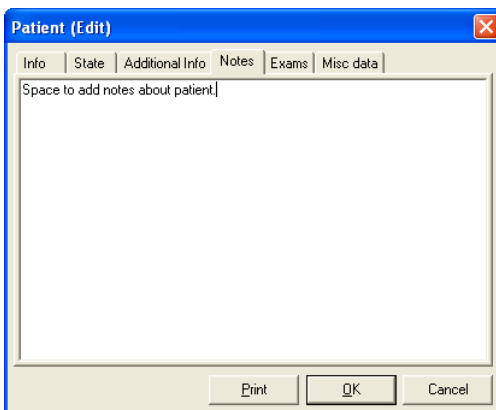 Patient (Edit)
Info State Additional Info Notes Exams Misc data
Space to add notes about patient.
Print OK Cancel